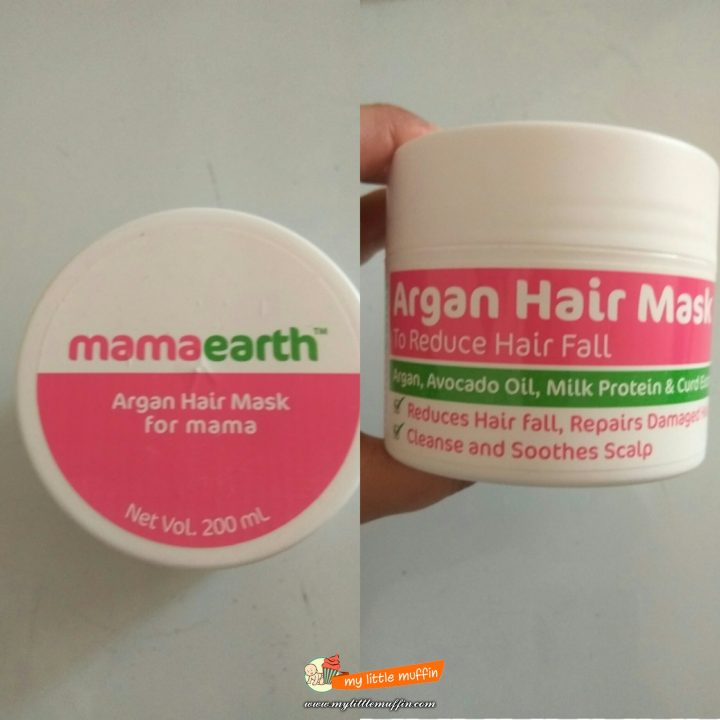 mamaearth™
Argan Hair Mask
for mama
Net Vol. 200 mL
Argan Hair Mask
To Reduce Hair Fall
Argan, Avocado Oil, Milk Protein & Curd
Reduces Hair fall, Repairs Damaged
Cleanse and Soothes Scalp
my little muffin
www.mylittlemuffin.com